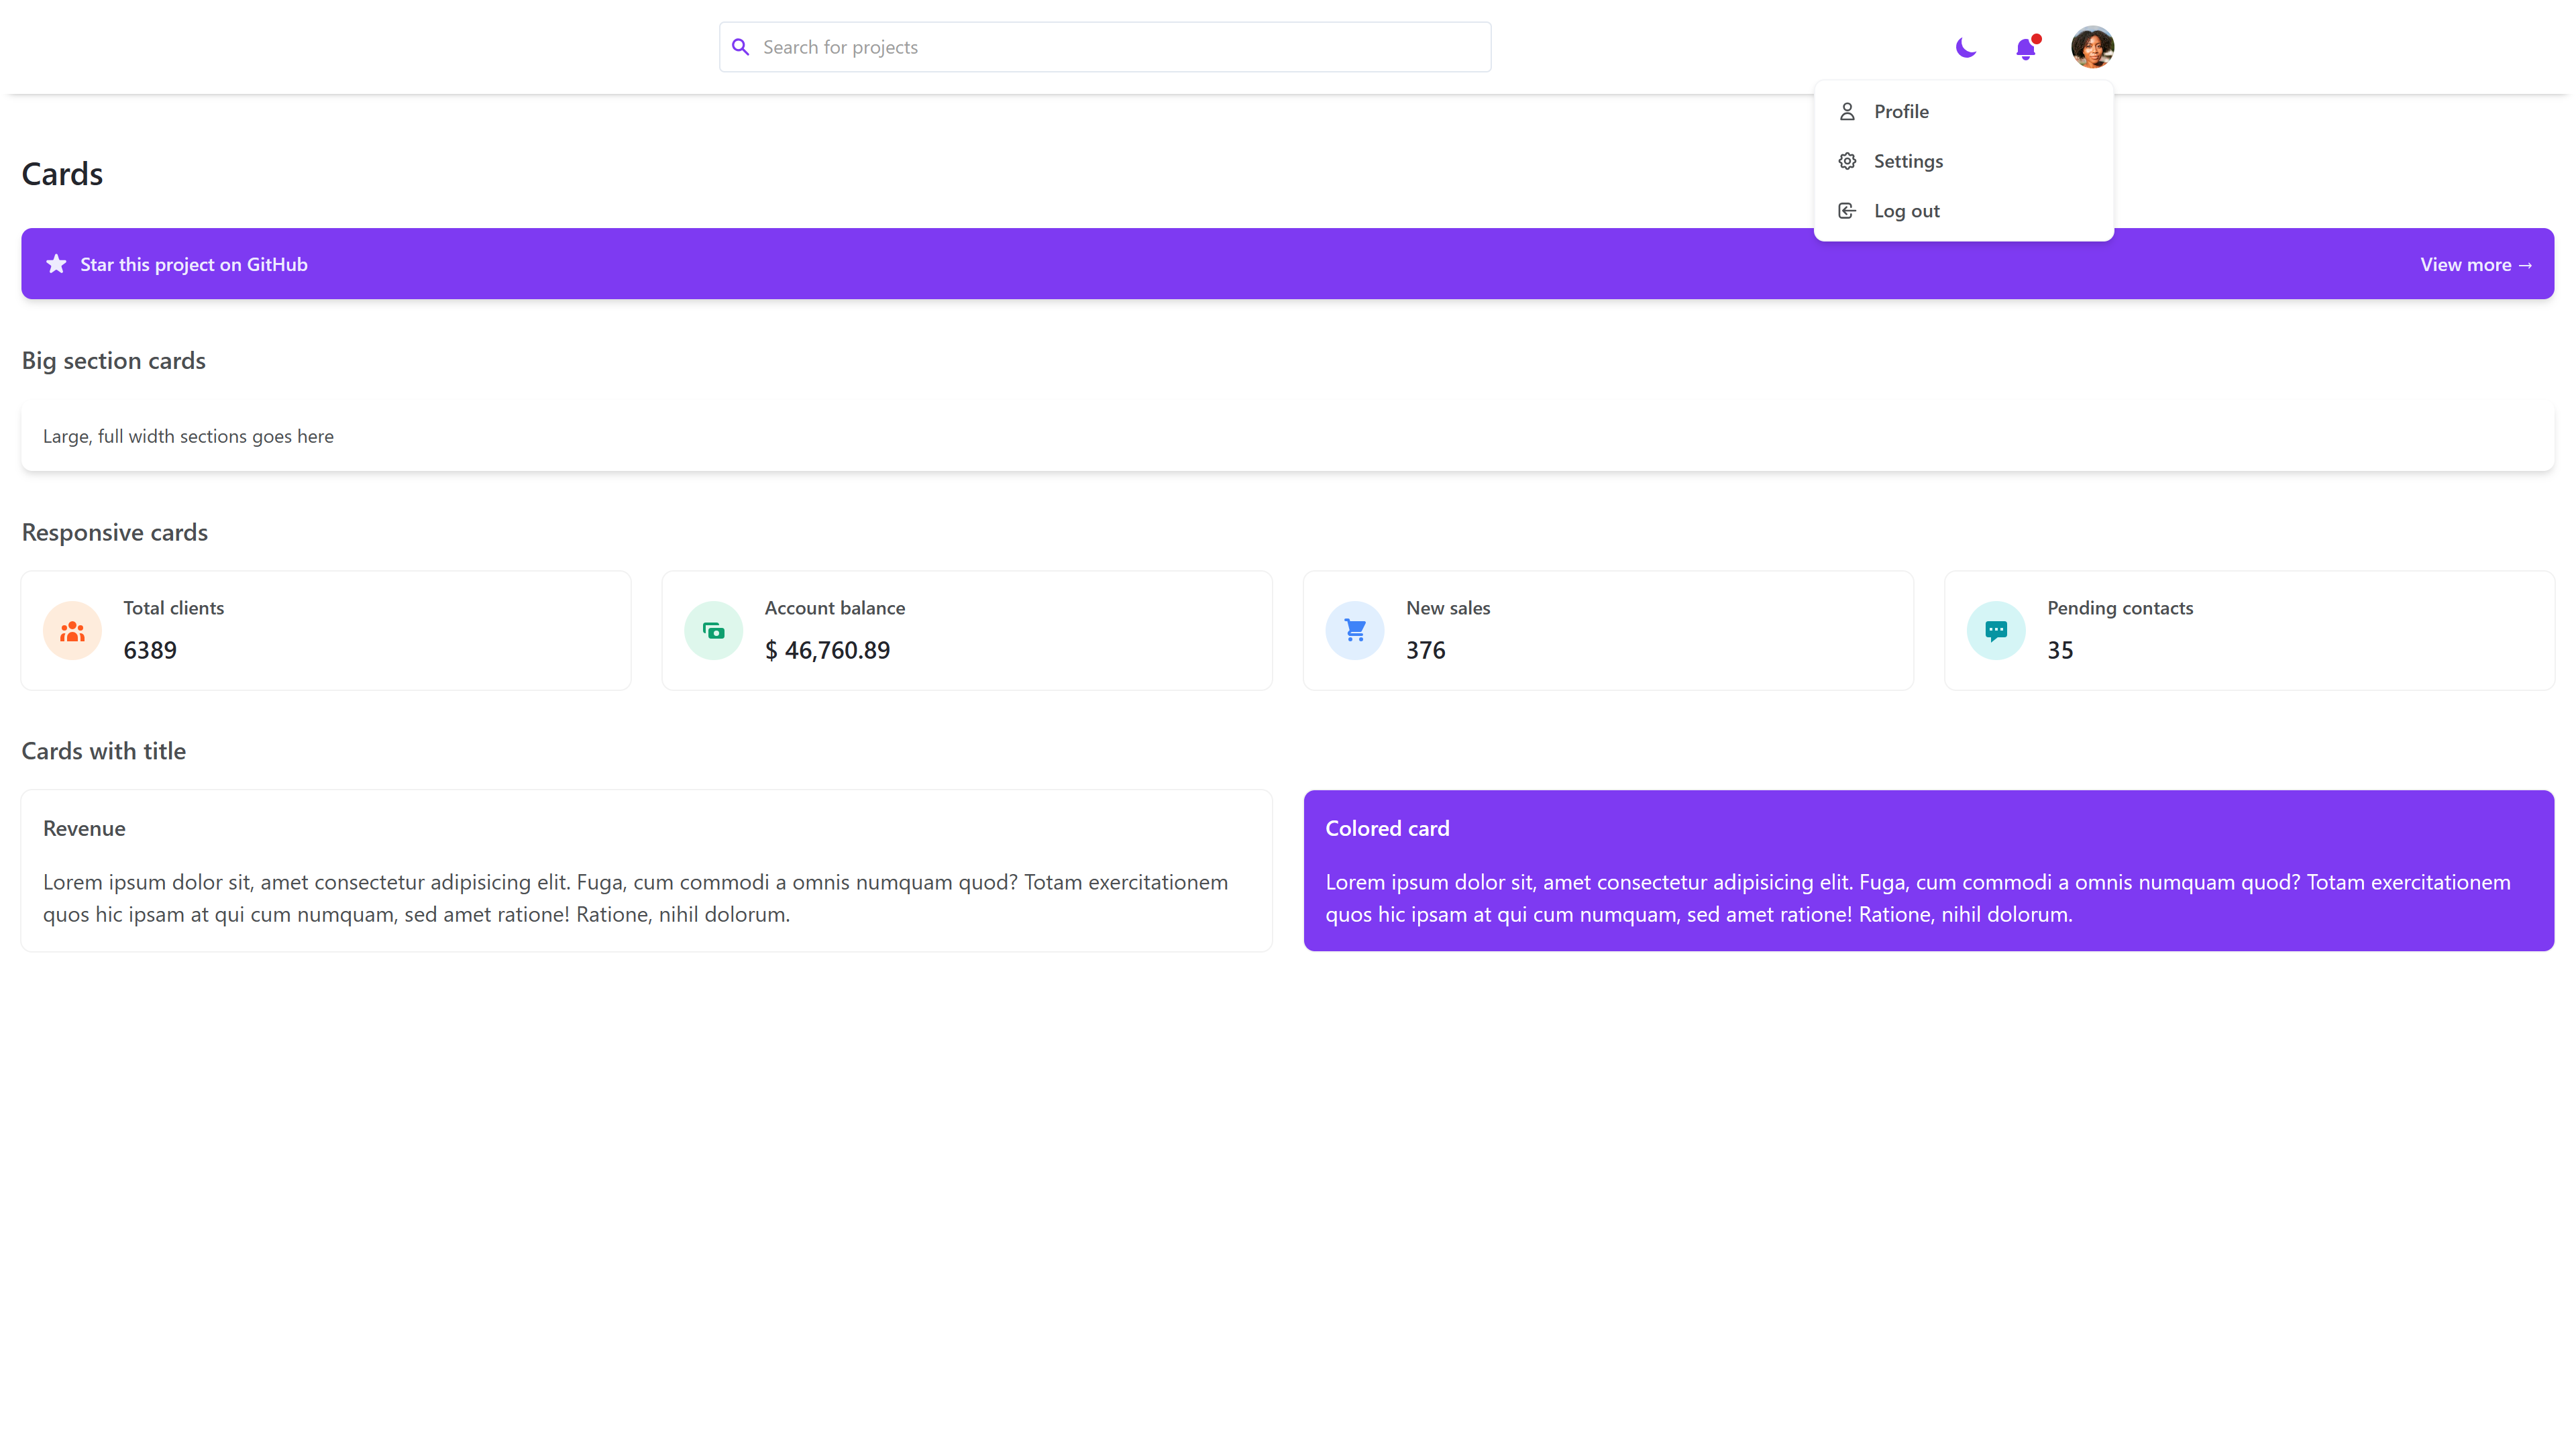 Search for projects
Profile
Settings
Log out
Cards
Star this project on GitHub
View more →
Big section cards
Large, full width sections goes here
Responsive cards
Total clients
6389
Account balance
$ 46,760.89
New sales
376
Pending contacts
35
Cards with title
Revenue
Lorem ipsum dolor sit, amet consectetur adipisicing elit. Fuga, cum commodi a omnis numquam quod? Totam exercitationem
quos hic ipsam at qui cum numquam, sed amet ratione! Ratione, nihil dolorum.
Colored card
Lorem ipsum dolor sit, amet consectetur adipisicing elit. Fuga, cum commodi a omnis numquam quod? Totam exercitationem
quos hic ipsam at qui cum numquam, sed amet ratione! Ratione, nihil dolorum.